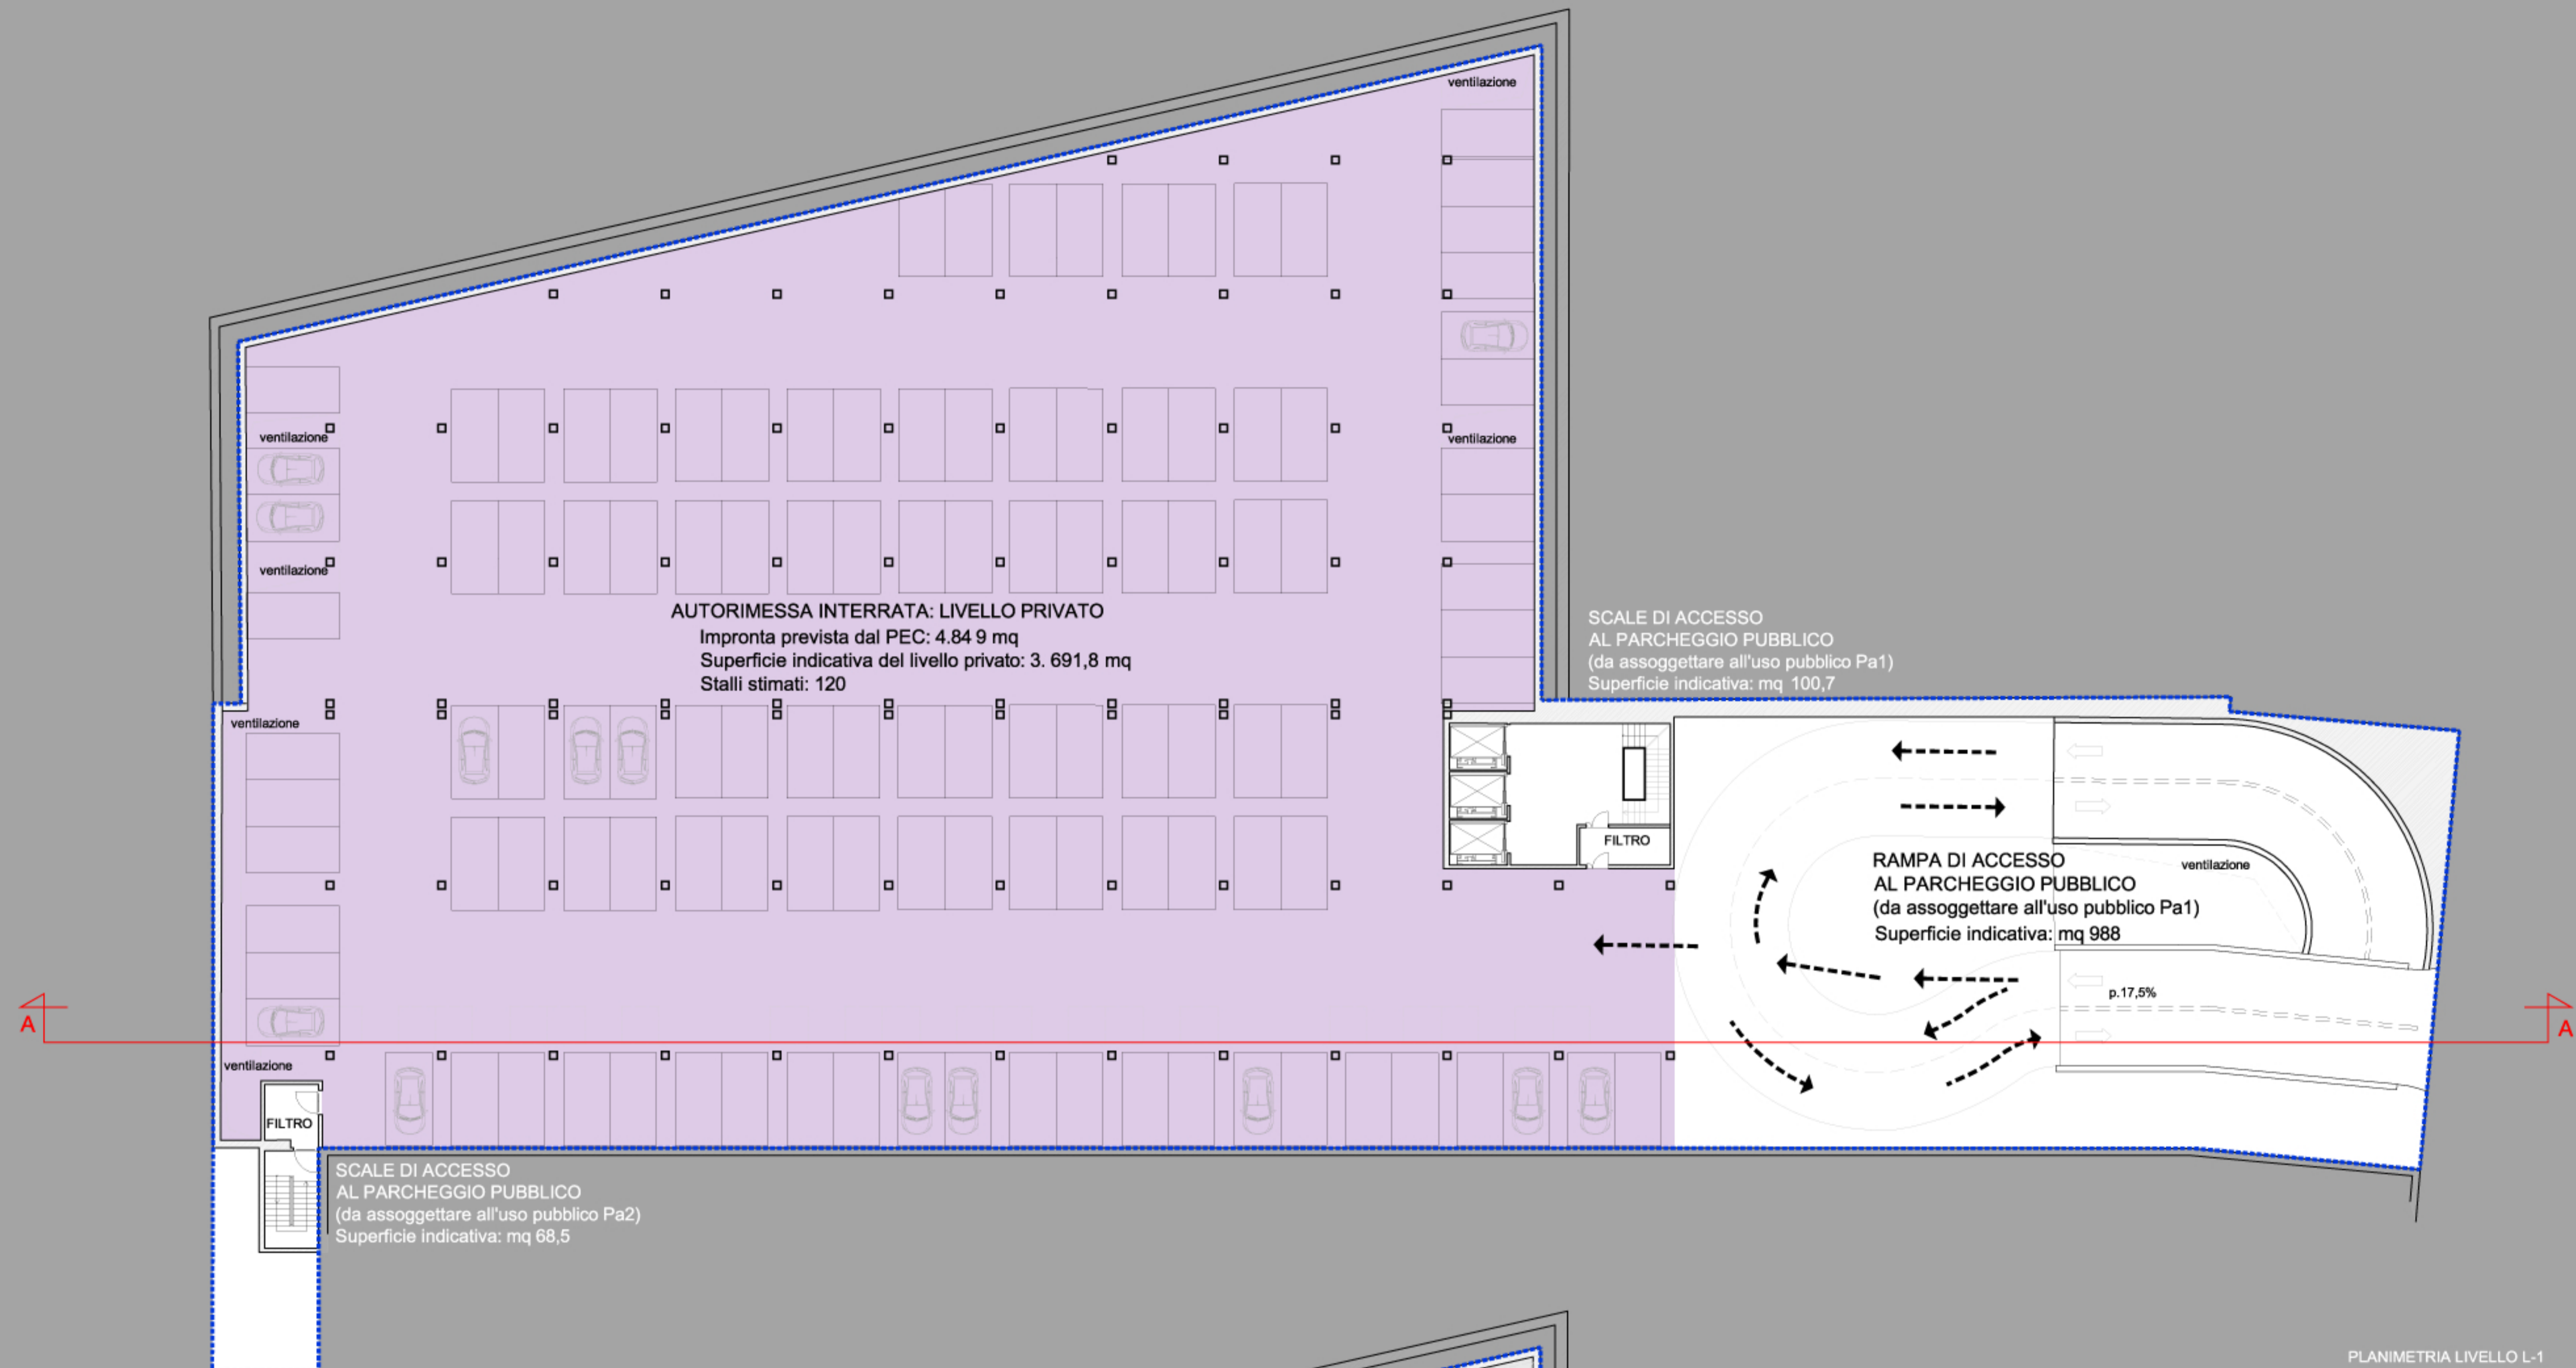 ventilazione
ventilazione
ventilazione
ventilazione
AUTORIMESSA INTERRATA: LIVELLO PRIVATO
Impronta prevista dal PEC: 4.84 9 mq
Superficie indicativa del livello privato: 3. 691,8 mq
Stalli stimati: 120
SCALE DI ACCESSO
AL PARCHEGGIO PUBBLICO
(da assoggettare all'uso pubblico Pa1)
Superficie indicativa: mq 100,7
ventilazione
FILTRO
RAMPA DI ACCESSO
AL PARCHEGGIO PUBBLICO
(da assoggettare all'uso pubblico Pa1)
Superficie indicativa: mq 988
ventilazione
p.17,5%
A
A
ventilazione
FILTRO
SCALE DI ACCESSO
AL PARCHEGGIO PUBBLICO
(da assoggettare all'uso pubblico Pa2)
Superficie indicativa: mq 68,5
PLANIMETRIA LIVELLO L-1